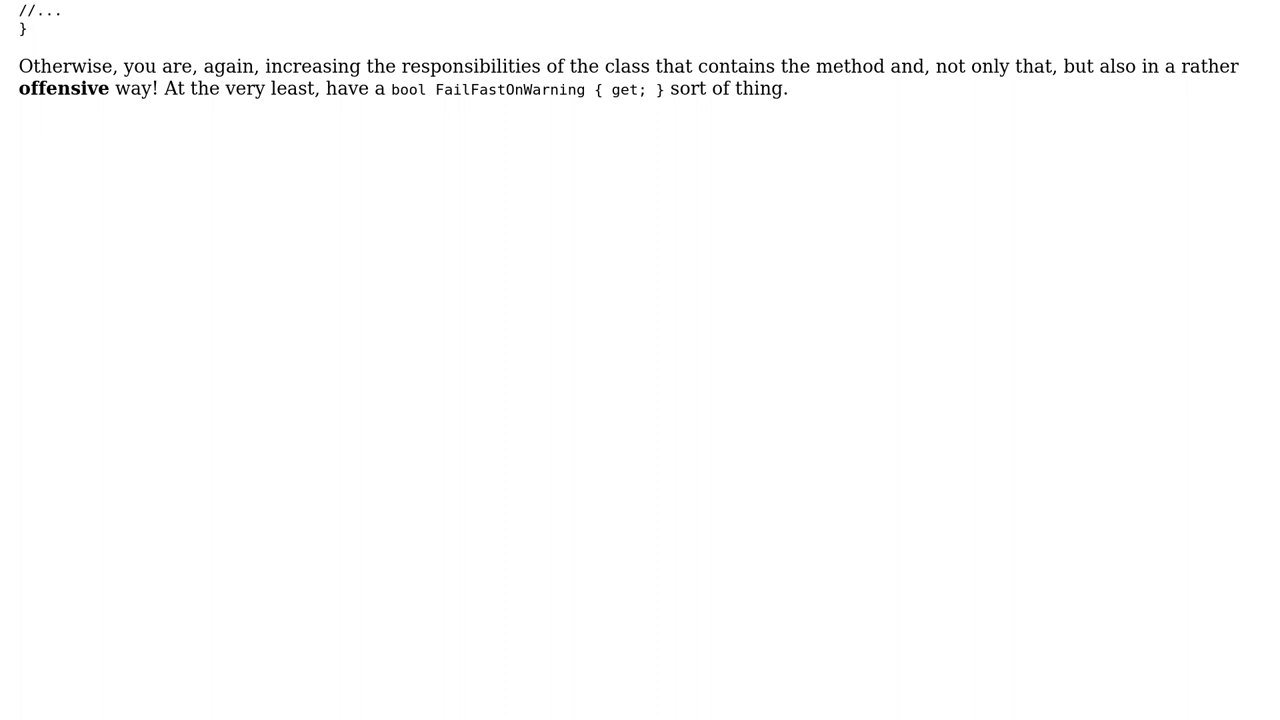 //...
}
Otherwise, you are, again, increasing the responsibilities of the class that contains the method and, not only that, but also in a rather
offensive way! At the very least, have a bool FailFastOnWarning { get; } sort of thing.